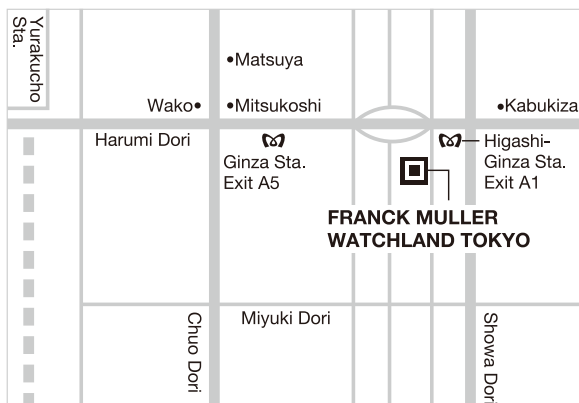 Yurakucho
Sta.
•Matsuya
Wako•
•Mitsukoshi
•Kabukiza
Harumi Dori
Ginza Sta.
Exit A5
Higashi-
Ginza Sta.
Exit A1
FRANCK MULLER
WATCHLAND TOKYO
Miyuki Dori
Chuo Dori
Showa Dori